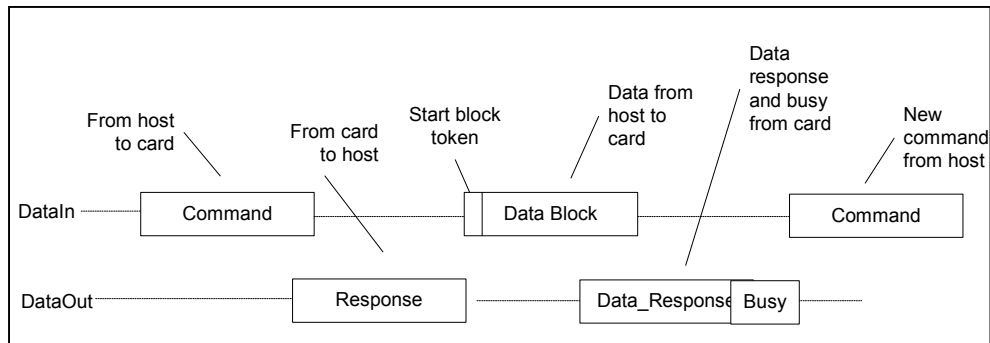 From host
to card
From card
to host
Start block
token
Data from
host to
card
Data
response
and busy
from card
New
command
from host
DataIn
Command
Data Block
Command
DataOut
Response
Data_Response
Busy